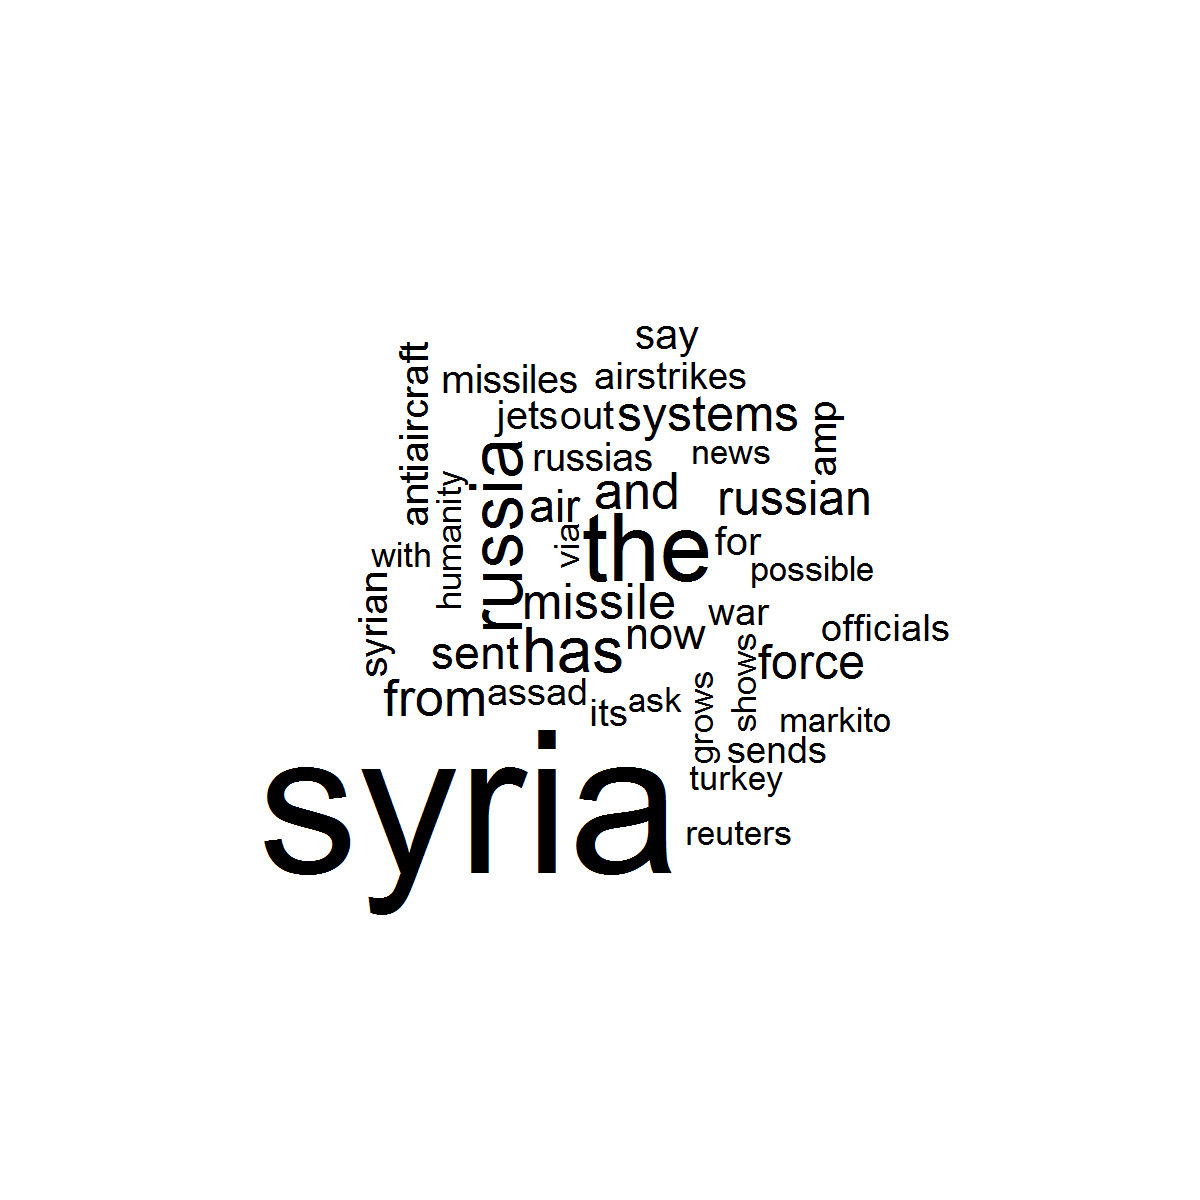 say
antiaircraft
missiles
airstrikes
jets
out
systems
amp
russia
russias
news
humanity
air
and
russian
via
the
for
with
possible
syrian
missile
war
now
officials
sent
has
shows
force
from
assad
its
ask
grows
markito
sends
syria
turkey
reuters